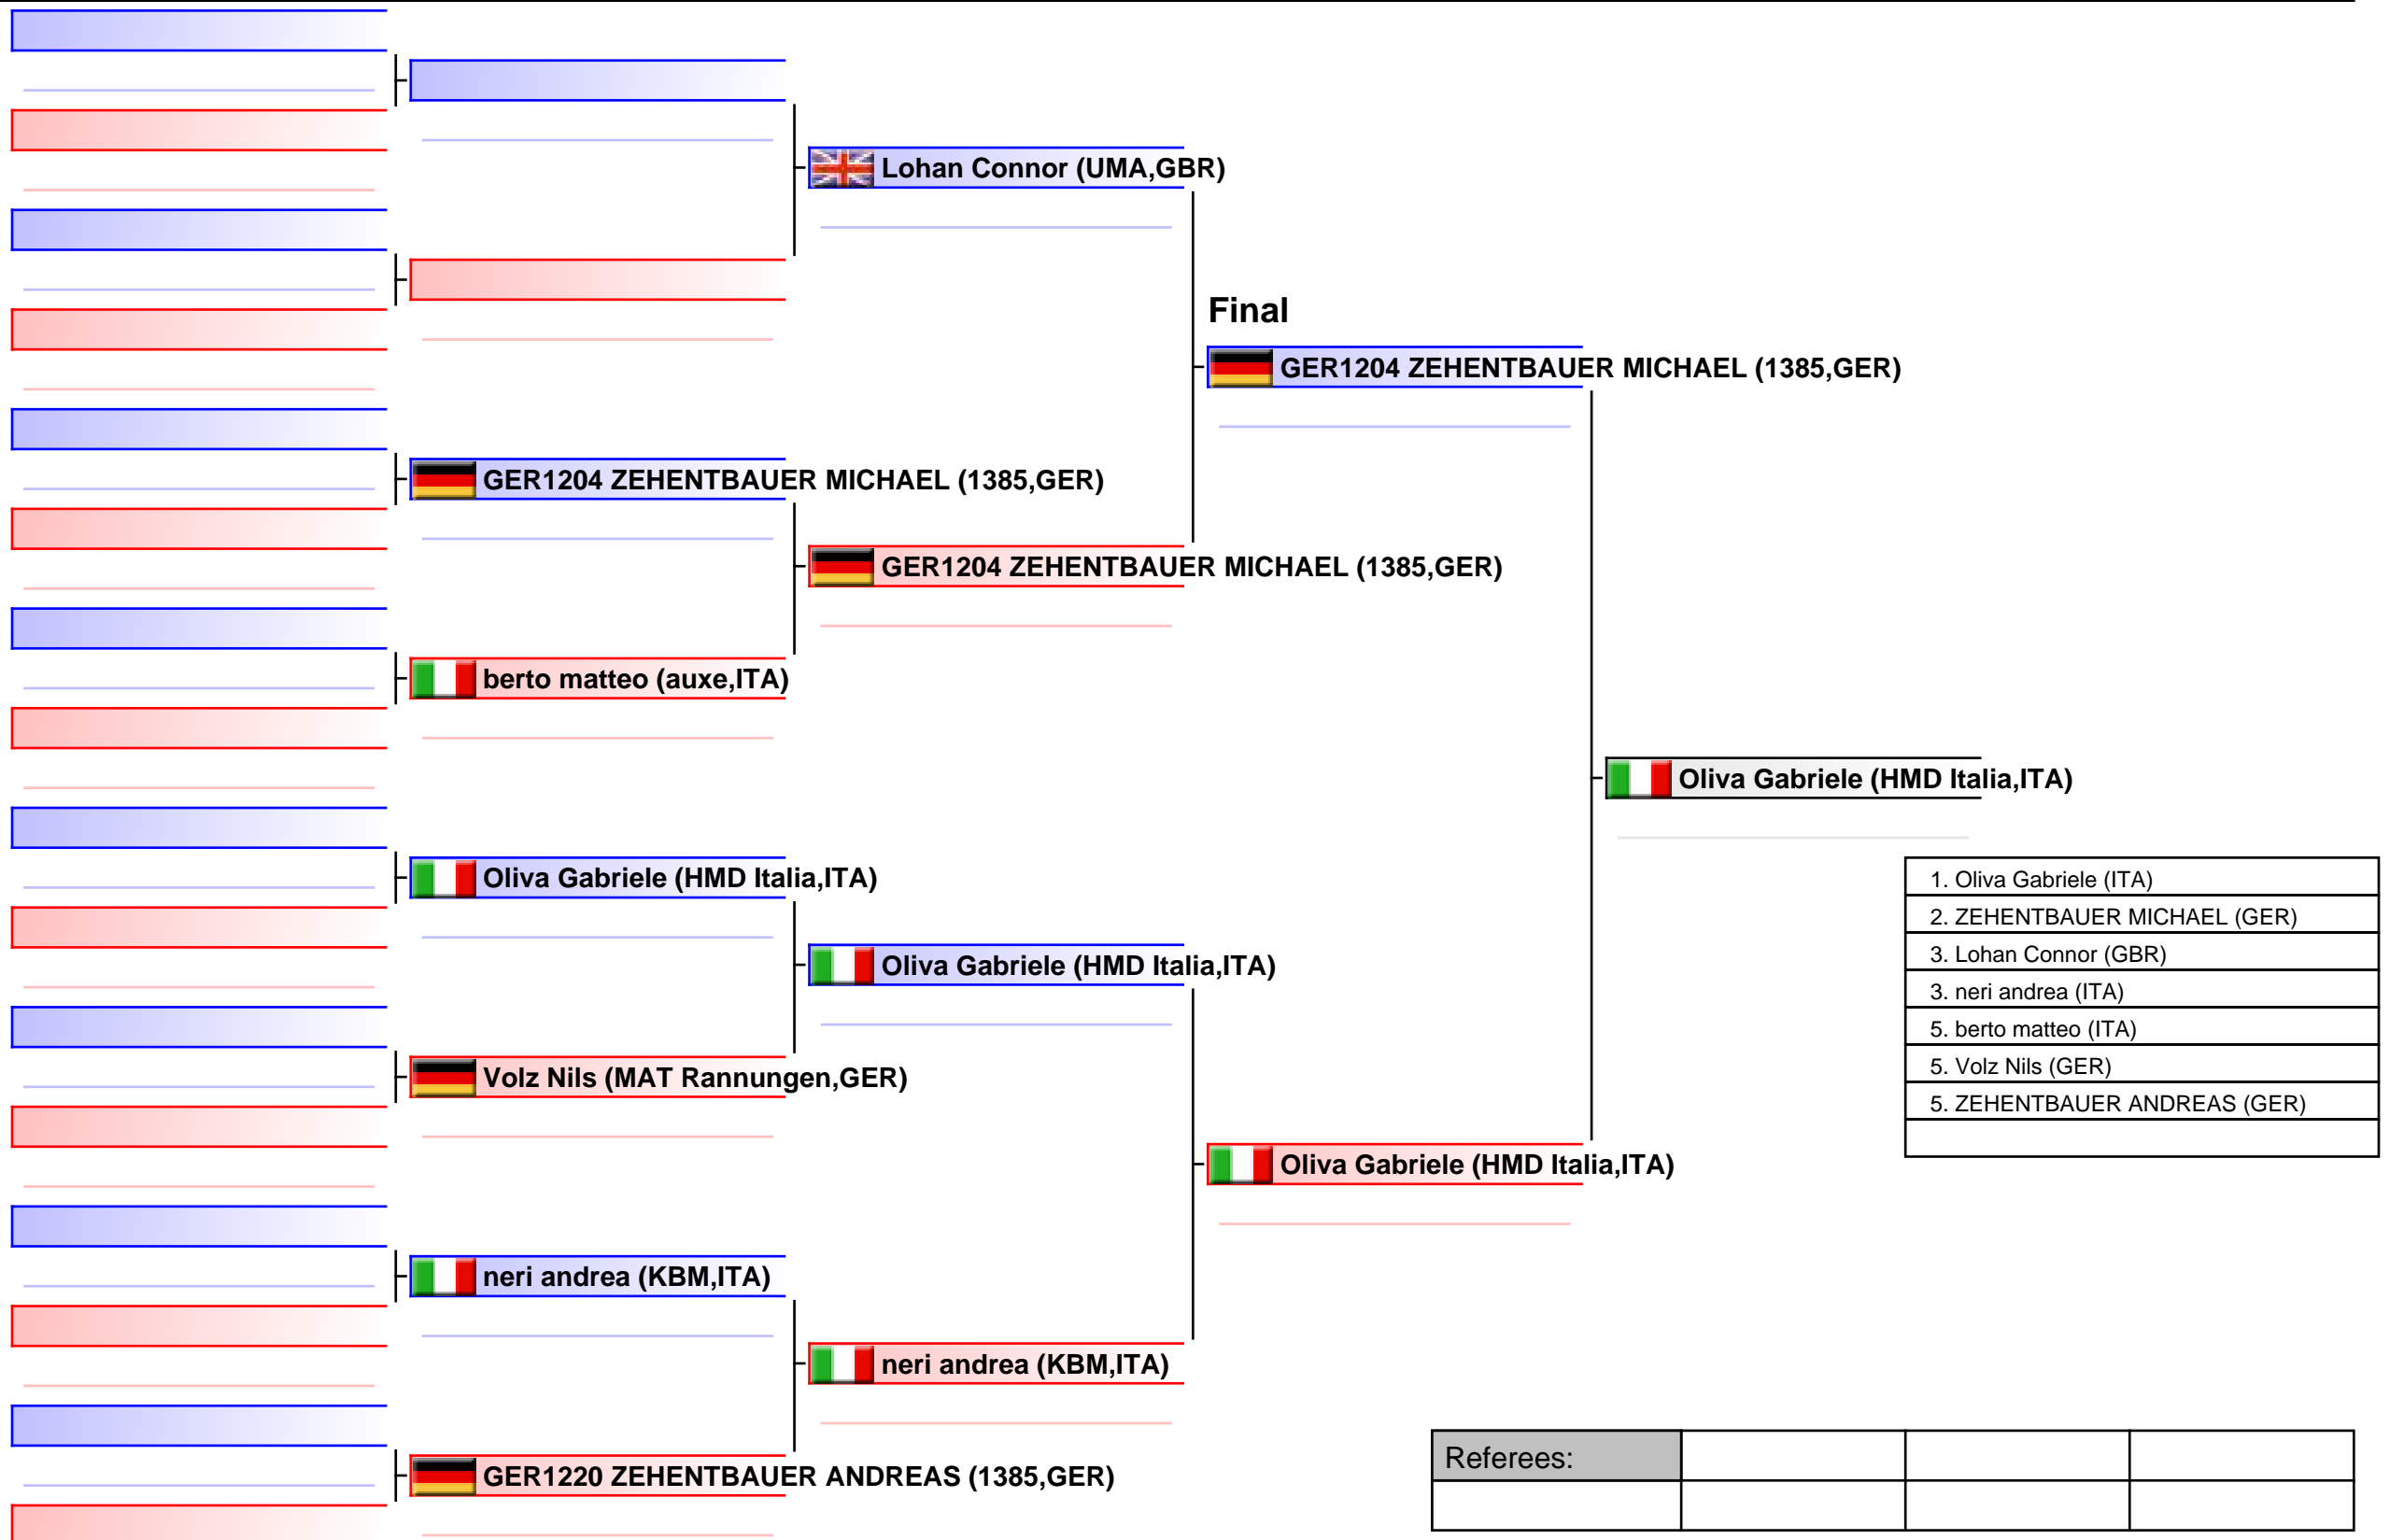 Lohan Connor (UMA,GBR)
Final
GER1204 ZEHENTBAUER MICHAEL (1385,GER)
GER1204 ZEHENTBAUER MICHAEL (1385,GER)
GER1204 ZEHENTBAUER MICHAEL (1385,GER)
berto matteo (auxe,ITA)
Oliva Gabriele (HMD Italia,ITA)
Oliva Gabriele (HMD Italia,ITA)
1. Oliva Gabriele (ITA)
2. ZEHENTBAUER MICHAEL (GER)
3. Lohan Connor (GBR)
3. neri andrea (ITA)
5. berto matteo (ITA)
5. Volz Nils (GER)
5. ZEHENTBAUER ANDREAS (GER)
Oliva Gabriele (HMD Italia,ITA)
Volz Nils (MAT Rannungen,GER)
Oliva Gabriele (HMD Italia,ITA)
neri andrea (KBM,ITA)
neri andrea (KBM,ITA)
GER1220 ZEHENTBAUER ANDREAS (1385,GER)
Referees: